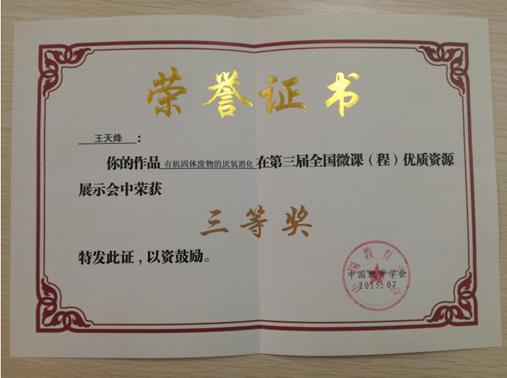 荣誉证书
王天烽：
你的作品 有机固体废物的厌氧消化 在第三届全国微课（程）优质资源
展示会中荣获
三等奖
特发此证，以资鼓励。
中国教育学会
2015.07